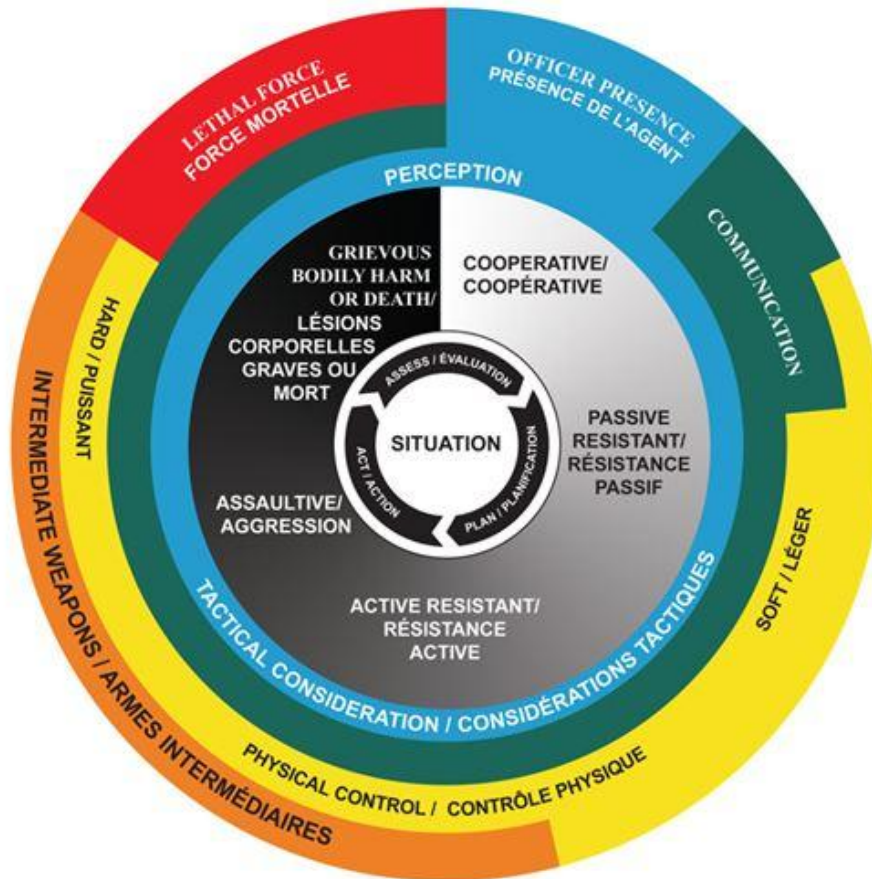 LETHAL FORCE
FORCE MORTELLE
OFFICER PRESENCE
PRÉSENCE DE L'AGENT
COMMUNICATION
PERCEPTION
GRIEVOUS
BODILY HARM
OR DEATH/
LÉSIONS
CORPORELLES
GRAVES OU
MORT
COOPERATIVE/
COOPÉRATIVE
ASSESS / ÉVALUATION
SITUATION
PLAN / PLANIFICATION
ACT / ACTION
PASSIVE
RESISTANT/
RÉSISTANCE
PASSIF
ASSAULTIVE/
AGGRESSION
ACTIVE RESISTANT/
RÉSISTANCE
ACTIVE
TACTICAL CONSIDERATION / CONSIDÉRATIONS TACTIQUES
HARD / PUISSANT
SOFT / LÉGER
PHYSICAL CONTROL / CONTRÔLE PHYSIQUE
INTERMEDIATE WEAPONS / ARMES INTERMÉDIAIRES